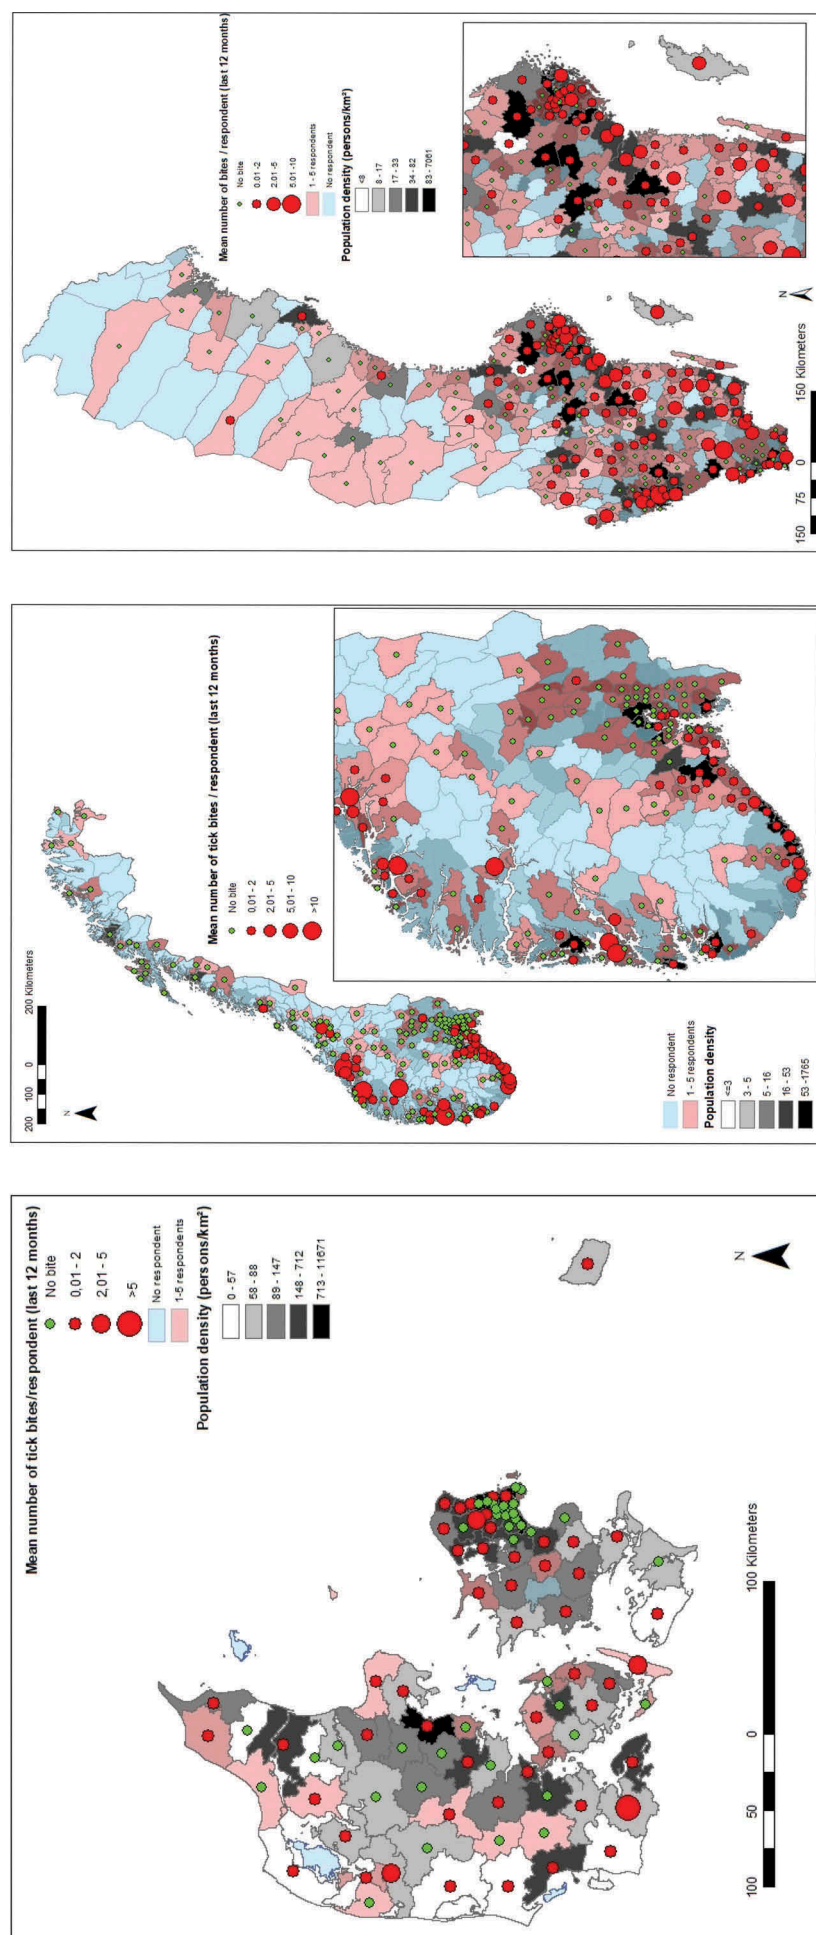 Mean number of bites / respondent (last 12 months)
No bite
0.01 -2
2.01 -5
5.01 -10
1 - 5 respondents
No respondent
Population density (persons/km²)
<8
8 - 17
17 - 33
34 - 82
83 - 7061
N
150
75
0
150 Kilometers
Mean number of tick bites / respondent (last 12 months)
No bite
0,01 - 2
2,01 - 5
5,01 - 10
>10
N
200
100
0
200 Kilometers
No respondent
1 - 5 respondents
Population density
<=3
3 - 5
5 - 16
16 - 53
53 -1765
Mean number of tick bites/respondent (last 12 months)
No bite
0,01 - 2
2,01 - 5
>5
No respondent
1-5 respondents
Population density (persons/km²)
0 - 57
58 - 88
89 - 147
148 - 712
713 - 11671
N
100
50
0
100 Kilometers